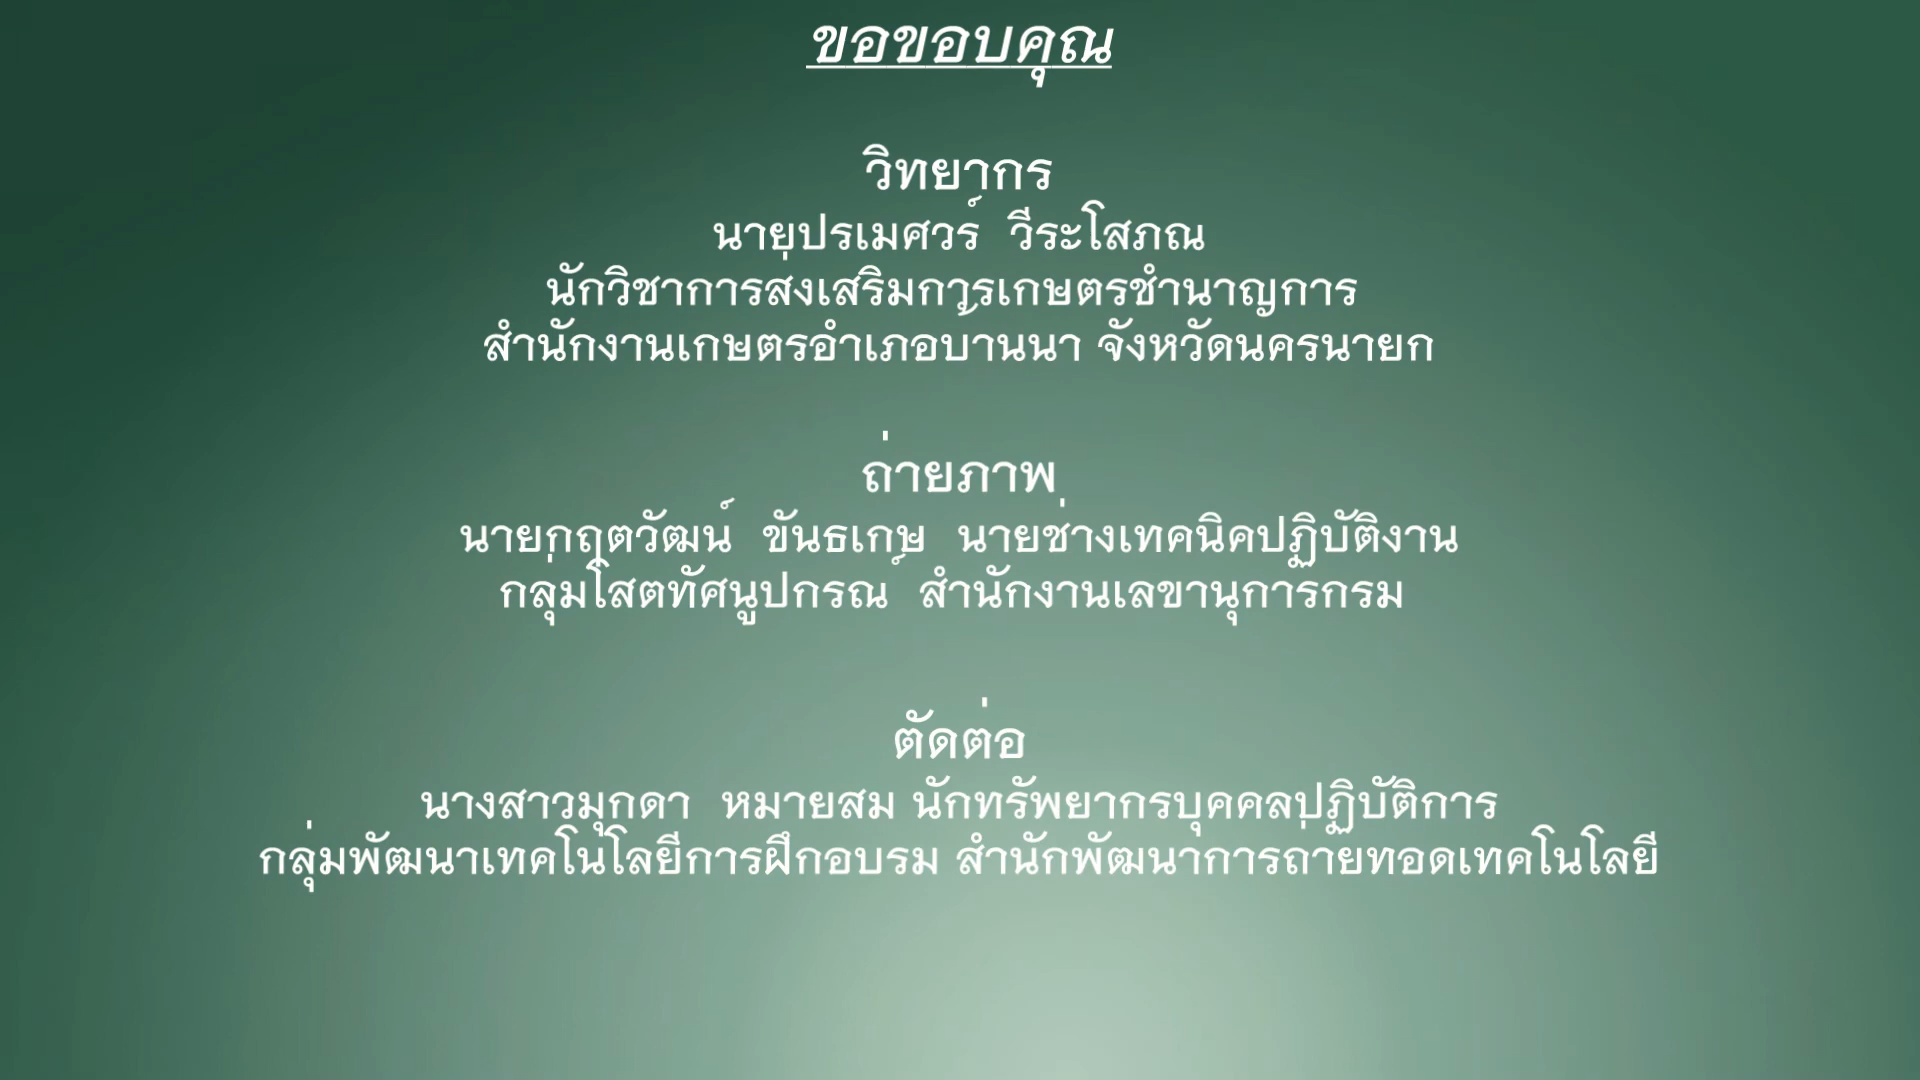 ขอขอบคุณ
วิทยากร
นายปรเมศวร์ วีระโสภณ
นักวิชาการส่งเสริมการเกษตรชำนาญการ
สำนักงานเกษตรอำเภอบ้านนา จังหวัดนครนายก
ถ่ายภาพ
นายกฤตวัฒน์ ขันธเกษ นายช่างเทคนิคปฏิบัติงาน
กลุ่มโสตทัศนูปกรณ์ สำนักงานเลขานุการกรม
ตัดต่อ
นางสาวมุกดา หมายสม นักทรัพยากรบุคคลปฏิบัติการ
กลุ่มพัฒนาเทคโนโลยีการฝึกอบรม สำนักพัฒนาการถ่ายทอดเทคโนโลยี